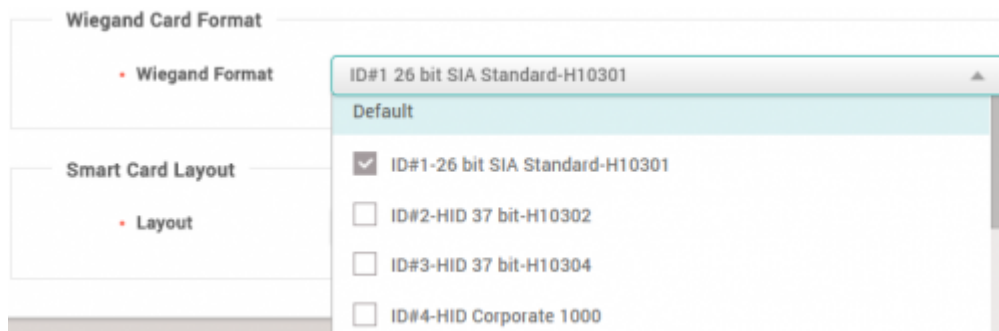 Wiegand Card Format
• Wiegand Format
ID#1 26 bit SIA Standard-H10301
Default
ID#1-26 bit SIA Standard-H10301
ID#2-HID 37 bit-H10302
Smart Card Layout
• Layout
ID#3-HID 37 bit-H10304
ID#4-HID Corporate 1000